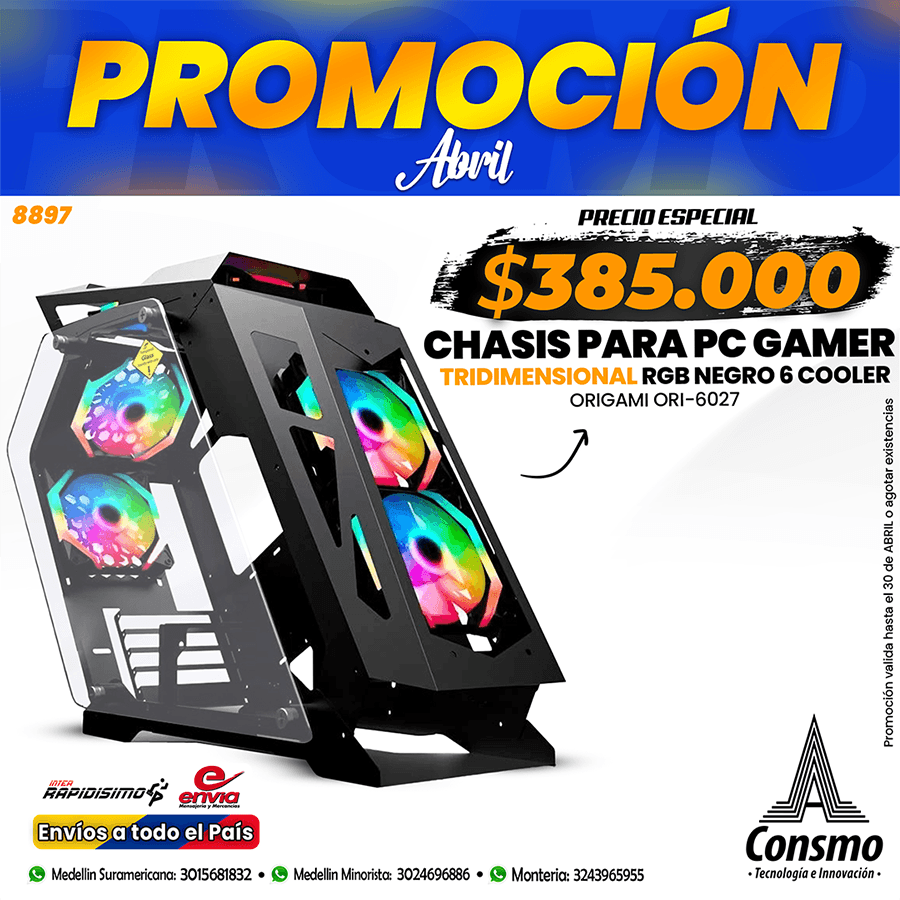 PROMOCIÓN
Abril
8897
PRECIO ESPECIAL
$385.000
CHASIS PARA PC GAMER
TRIDIMENSIONAL RGB NEGRO 6 COOLER
ORIGAMI ORI-6027
Promoción valida hasta el 30 de ABRIL o agotar existencias
Glass
INTER
RAPIDISIMO
e
envía
Mensajería y Mercancías
Envíos a todo el País
Consmo
• Tecnología e Innovación •
Medellin Suramericana: 3015681832 • Medellin Minorista: 3024696886 • Monteria: 3243965955